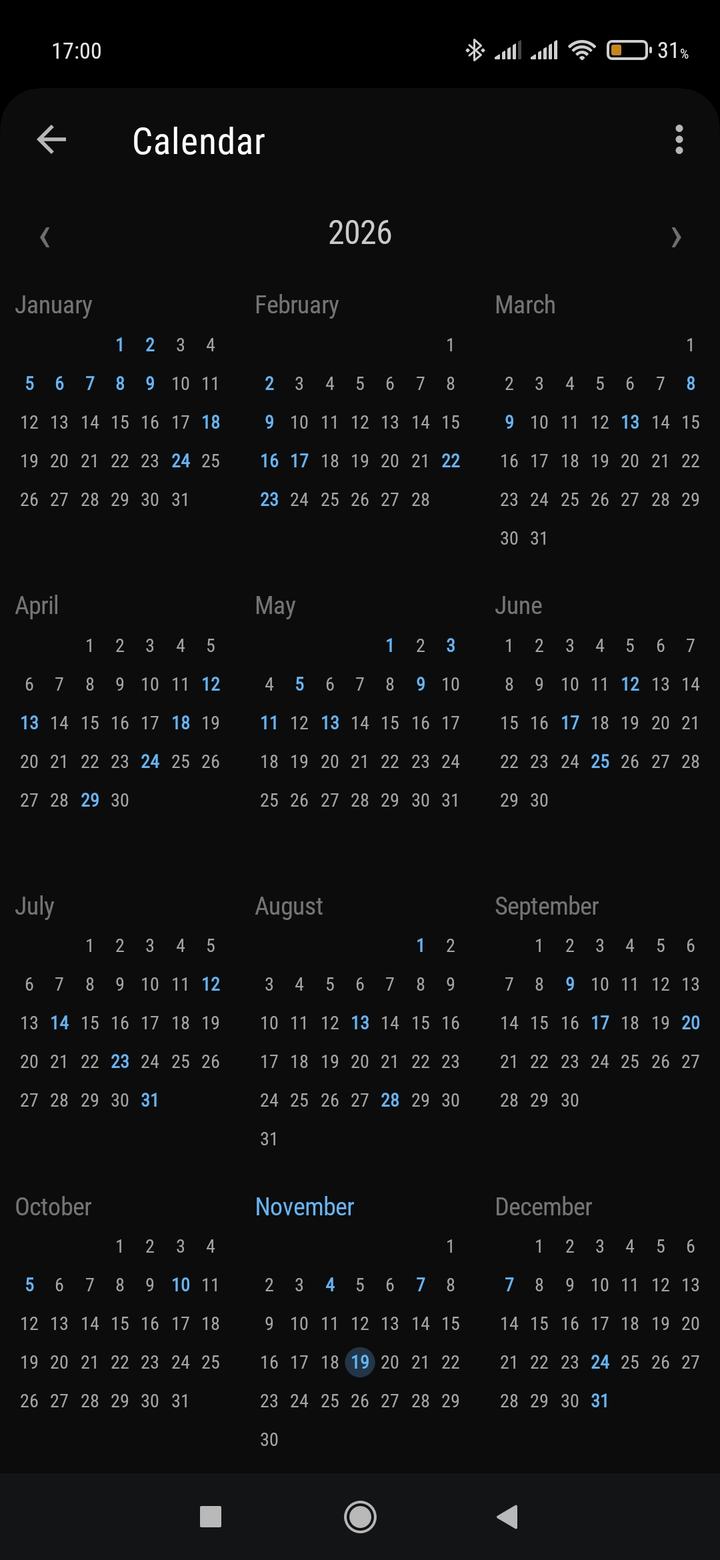 17:00 31%
Calendar
‹ 2026 ›
January February March
1 2 3 4 1 1
5 6 7 8 9 10 11 2 3 4 5 6 7 8 2 3 4 5 6 7 8
12 13 14 15 16 17 18 9 10 11 12 13 14 15 9 10 11 12 13 14 15
19 20 21 22 23 24 25 16 17 18 19 20 21 22 16 17 18 19 20 21 22
26 27 28 29 30 31 23 24 25 26 27 28 23 24 25 26 27 28 29
30 31
April May June
1 2 3 4 5 1 2 3 1 2 3 4 5 6 7
6 7 8 9 10 11 12 4 5 6 7 8 9 10 8 9 10 11 12 13 14
13 14 15 16 17 18 19 11 12 13 14 15 16 17 15 16 17 18 19 20 21
20 21 22 23 24 25 26 18 19 20 21 22 23 24 22 23 24 25 26 27 28
27 28 29 30 25 26 27 28 29 30 31 29 30
July August September
1 2 3 4 5 1 2 1 2 3 4 5 6
6 7 8 9 10 11 12 3 4 5 6 7 8 9 7 8 9 10 11 12 13
13 14 15 16 17 18 19 10 11 12 13 14 15 16 14 15 16 17 18 19 20
20 21 22 23 24 25 26 17 18 19 20 21 22 23 21 22 23 24 25 26 27
27 28 29 30 31 24 25 26 27 28 29 30 28 29 30
31
October November December
1 2 3 4 1 1 2 3 4 5 6
5 6 7 8 9 10 11 2 3 4 5 6 7 8 7 8 9 10 11 12 13
12 13 14 15 16 17 18 9 10 11 12 13 14 15 14 15 16 17 18 19 20
19 20 21 22 23 24 25 16 17 18 19 20 21 22 21 22 23 24 25 26 27
26 27 28 29 30 31 23 24 25 26 27 28 29 28 29 30 31
30